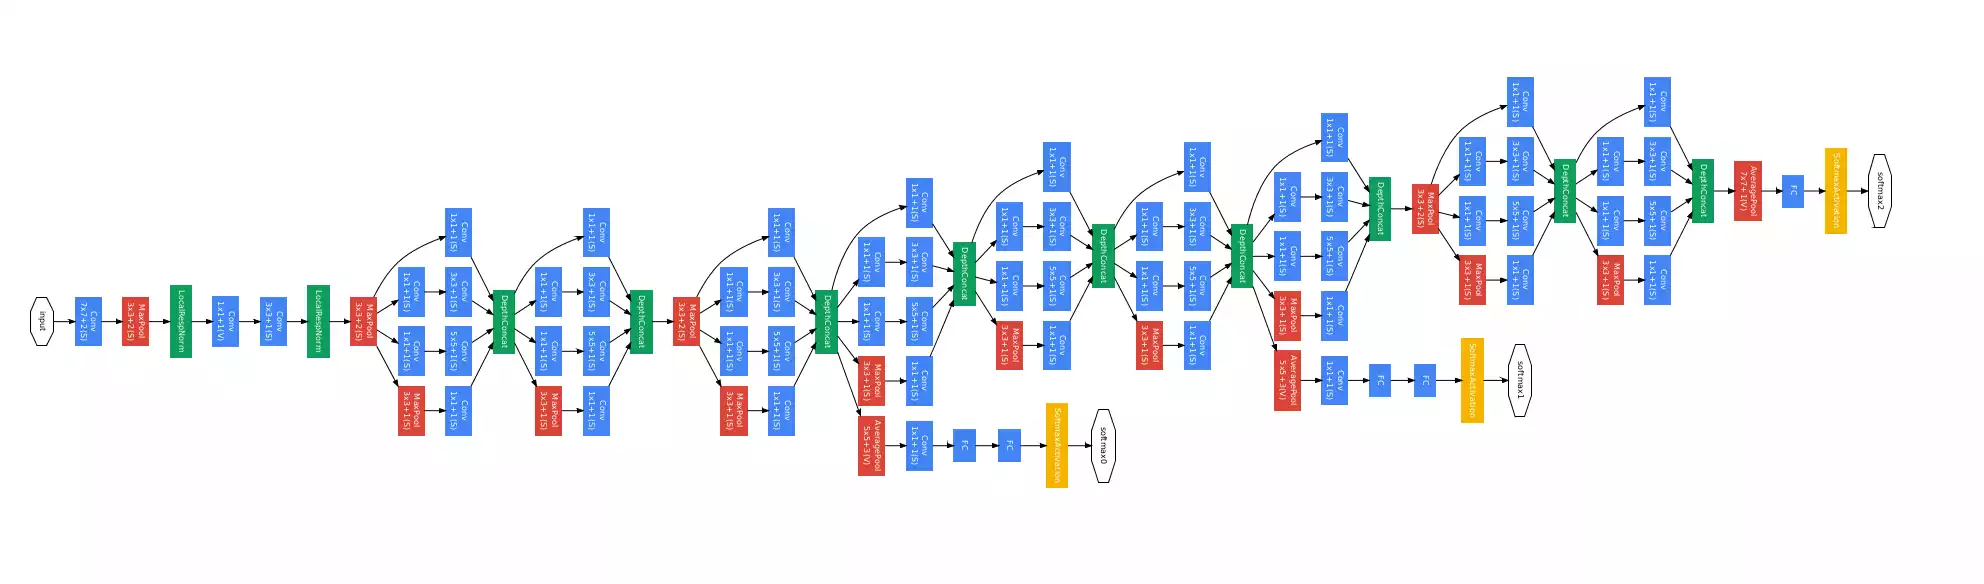 input
Conv
7x7+2(S)
MaxPool
3x3+2(S)
LocalRespNorm
Conv
1x1+1(V)
Conv
3x3+1(S)
LocalRespNorm
MaxPool
3x3+2(S)
Conv
1x1+1(S)
Conv
1x1+1(S)
MaxPool
3x3+1(S)
Conv
1x1+1(S)
Conv
3x3+1(S)
Conv
5x5+1(S)
Conv
1x1+1(S)
DepthConcat
Conv
1x1+1(S)
Conv
1x1+1(S)
MaxPool
3x3+1(S)
Conv
1x1+1(S)
Conv
3x3+1(S)
Conv
5x5+1(S)
Conv
1x1+1(S)
DepthConcat
MaxPool
3x3+2(S)
Conv
1x1+1(S)
Conv
1x1+1(S)
MaxPool
3x3+1(S)
Conv
1x1+1(S)
Conv
3x3+1(S)
Conv
5x5+1(S)
Conv
1x1+1(S)
DepthConcat
Conv
1x1+1(S)
Conv
1x1+1(S)
MaxPool
3x3+1(S)
AveragePool
5x5+3(V)
Conv
1x1+1(S)
Conv
3x3+1(S)
Conv
5x5+1(S)
Conv
1x1+1(S)
Conv
1x1+1(S)
DepthConcat
FC
FC
SoftmaxActivation
softmax0
Conv
1x1+1(S)
Conv
1x1+1(S)
MaxPool
3x3+1(S)
Conv
1x1+1(S)
Conv
3x3+1(S)
Conv
5x5+1(S)
Conv
1x1+1(S)
DepthConcat
Conv
1x1+1(S)
Conv
1x1+1(S)
MaxPool
3x3+1(S)
Conv
1x1+1(S)
Conv
3x3+1(S)
Conv
5x5+1(S)
Conv
1x1+1(S)
DepthConcat
Conv
1x1+1(S)
Conv
1x1+1(S)
MaxPool
3x3+1(S)
AveragePool
5x5+3(V)
Conv
1x1+1(S)
Conv
3x3+1(S)
Conv
5x5+1(S)
Conv
1x1+1(S)
Conv
1x1+1(S)
DepthConcat
FC
FC
SoftmaxActivation
softmax1
MaxPool
3x3+2(S)
Conv
1x1+1(S)
Conv
1x1+1(S)
MaxPool
3x3+1(S)
Conv
1x1+1(S)
Conv
3x3+1(S)
Conv
5x5+1(S)
Conv
1x1+1(S)
DepthConcat
Conv
1x1+1(S)
Conv
1x1+1(S)
MaxPool
3x3+1(S)
Conv
1x1+1(S)
Conv
3x3+1(S)
Conv
5x5+1(S)
Conv
1x1+1(S)
DepthConcat
AveragePool
7x7+1(V)
FC
SoftmaxActivation
softmax2